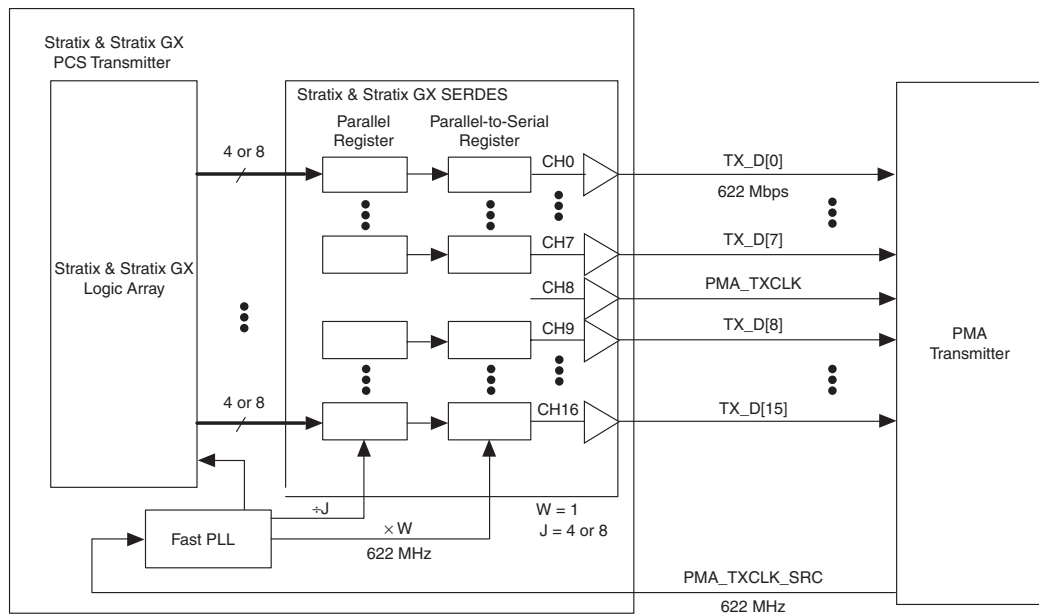 Stratix & Stratix GX
PCS Transmitter
Stratix & Stratix GX SERDES
Parallel
Register
Parallel-to-Serial
Register
4 or 8
CH0
TX_D[0]
622 Mbps
CH7
TX_D[7]
Stratix & Stratix GX
Logic Array
CH8
PMA_TXCLK
CH9
TX_D[8]
PMA
Transmitter
4 or 8
CH16
TX_D[15]
÷J
W = 1
J = 4 or 8
× W
Fast PLL
622 MHz
PMA_TXCLK_SRC
622 MHz